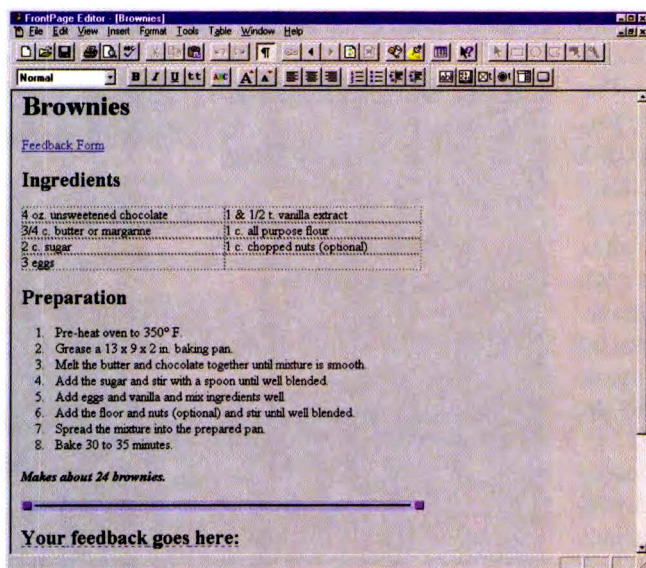 FrontPage Editor - [Brownies]
File Edit View Insert Format Tools Table Window Help
Normal
B I U tt ABC A A
Brownies
Feedback Form
Ingredients
4 oz. unsweetened chocolate 1 & 1/2 t. vanilla extract
3/4 c. butter or margarine 1 c. all purpose flour
2 c. sugar 1 c. chopped nuts (optional)
3 eggs
Preparation
1. Pre-heat oven to 350° F.
2. Grease a 13 x 9 x 2 in. baking pan.
3. Melt the butter and chocolate together until mixture is smooth.
4. Add the sugar and stir with a spoon until well blended.
5. Add eggs and vanilla and mix ingredients well.
6. Add the floor and nuts (optional) and stir until well blended.
7. Spread the mixture into the prepared pan.
8. Bake 30 to 35 minutes.
Makes about 24 brownies.
Your feedback goes here: